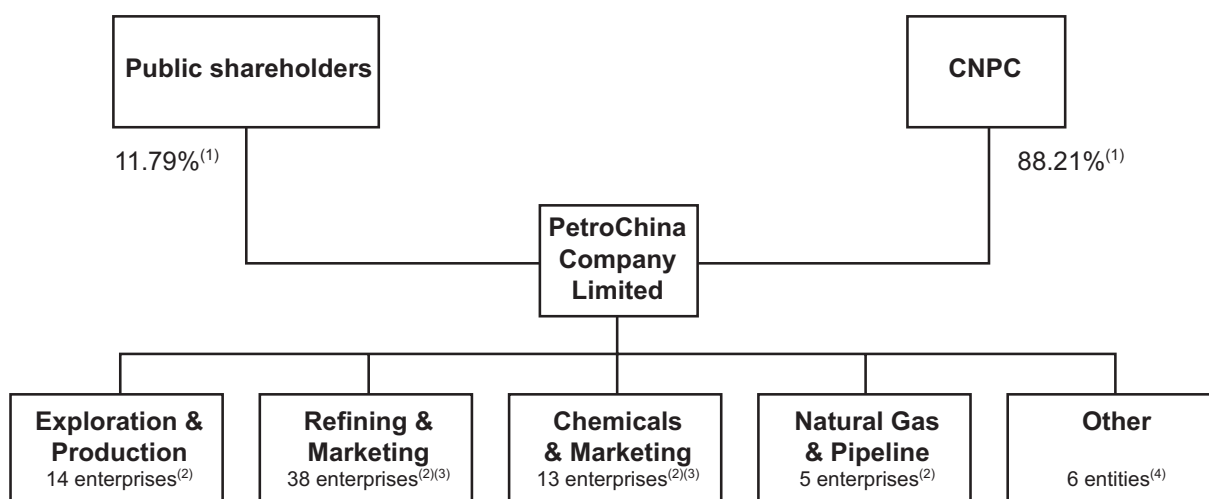 Public shareholders
CNPC
11.79%(1)
88.21%(1)
PetroChina
Company
Limited
Exploration &
Production
14 enterprises(2)
Refining &
Marketing
38 enterprises(2)(3)
Chemicals
& Marketing
13 enterprises(2)(3)
Natural Gas
& Pipeline
5 enterprises(2)
Other
6 entities(4)